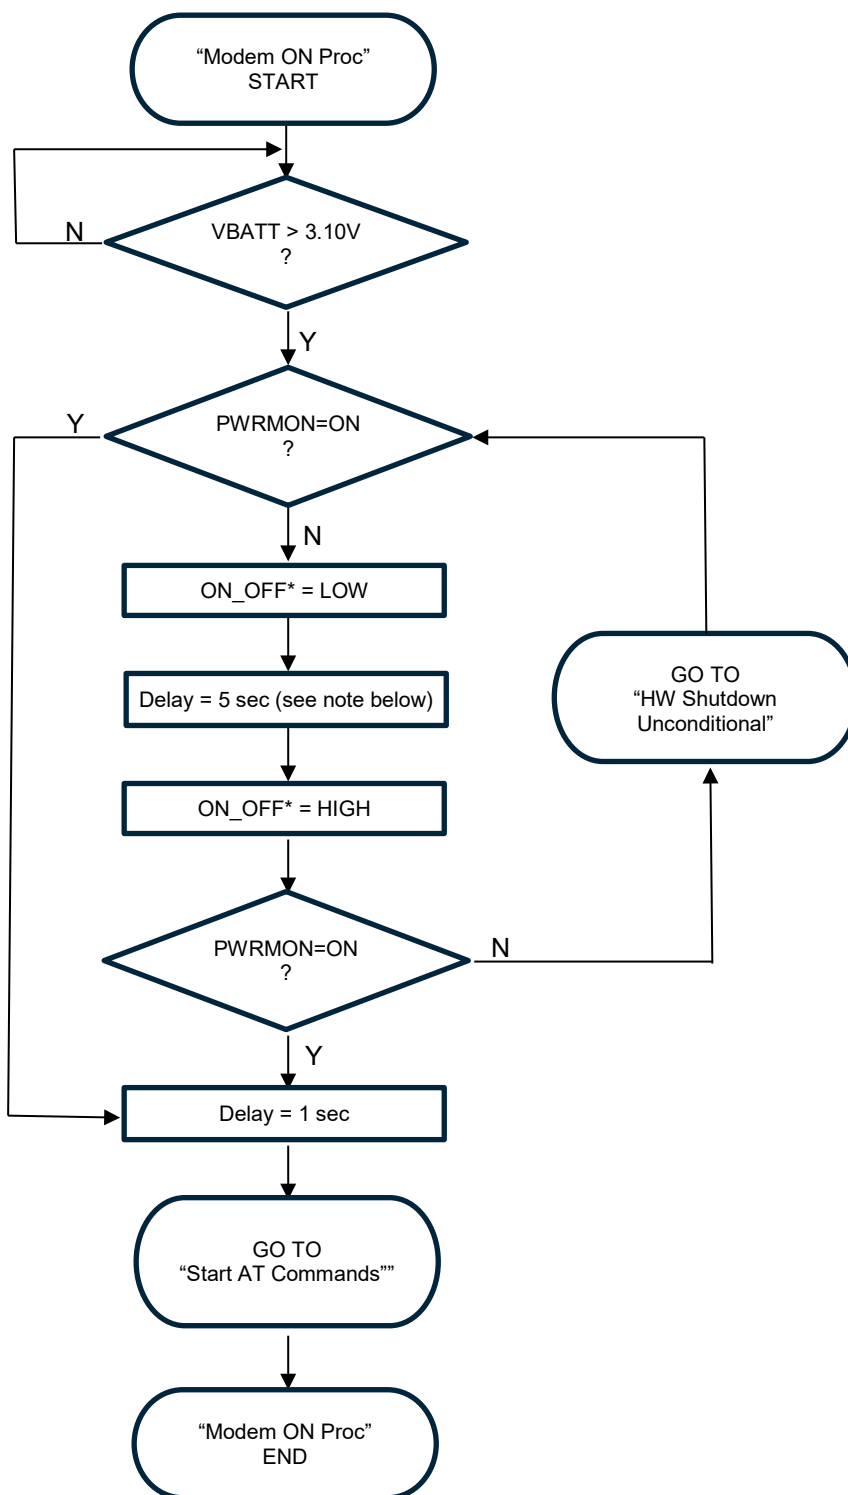 “Modem ON Proc”
START
N
VBATT > 3.10V
?
Y
Y
PWRMON=ON
?
N
ON_OFF* = LOW
GO TO
“HW Shutdown
Unconditional”
Delay = 5 sec (see note below)
ON_OFF* = HIGH
PWRMON=ON
?
N
Y
Delay = 1 sec
GO TO
“Start AT Commands””
“Modem ON Proc”
END